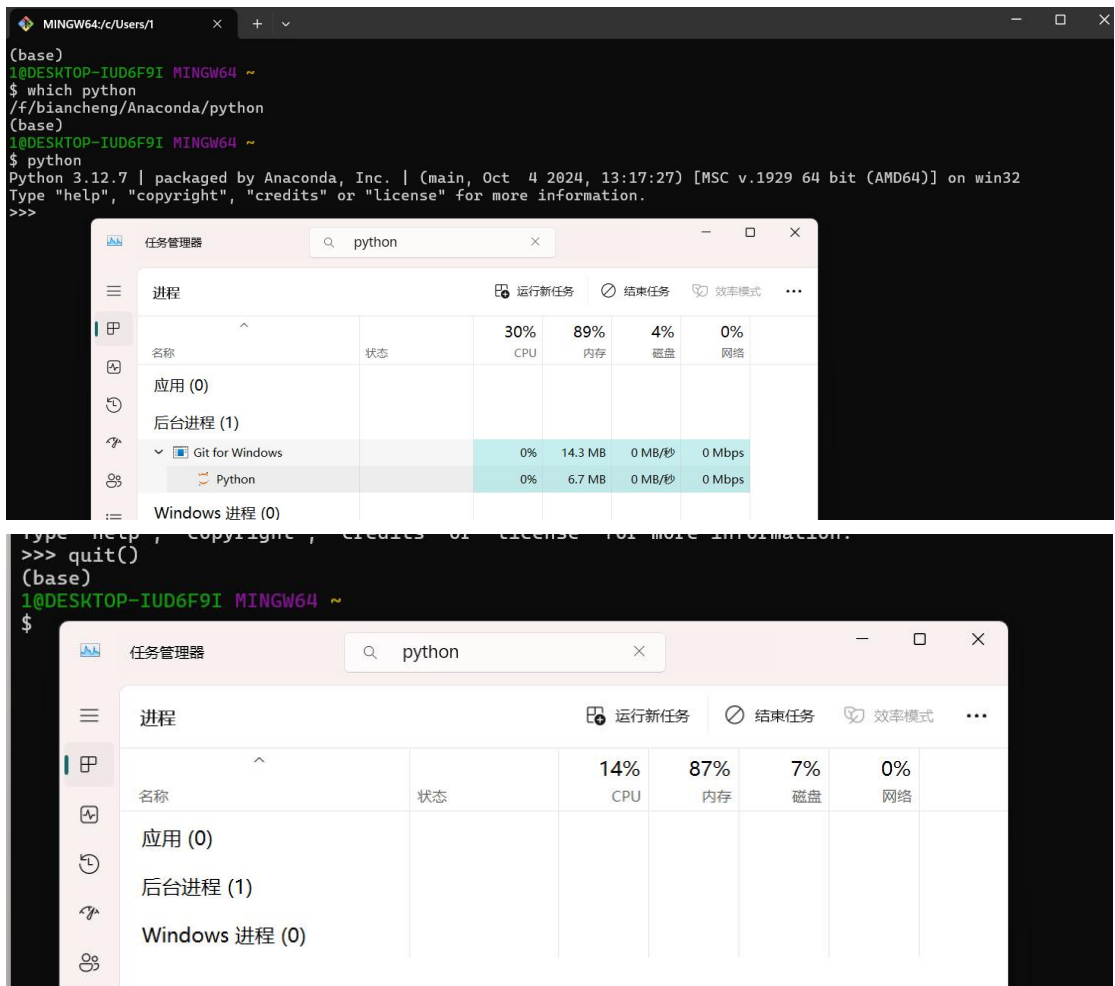 MINGW64:/c/Users/1
(base)
1@DESKTOP-IUD6F9I MINGW64 ~
$ which python
/f/biancheng/Anaconda/python
(base)
1@DESKTOP-IUD6F9I MINGW64 ~
$ python
Python 3.12.7 | packaged by Anaconda, Inc. | (main, Oct  4 2024, 13:17:27) [MSC v.1929 64 bit (AMD64)] on win32
Type "help", "copyright", "credits" or "license" for more information.
>>>
任务管理器 python
进程 运行新任务 结束任务 效率模式
30% 89% 4% 0%
名称 状态 CPU 内存 磁盘 网络
应用 (0)
后台进程 (1)
Git for Windows 0% 14.3 MB 0 MB/秒 0 Mbps
Python 0% 6.7 MB 0 MB/秒 0 Mbps
Windows 进程 (0)
Type "help", "copyright", "credits" or "license" for more information.
>>> quit()
(base)
1@DESKTOP-IUD6F9I MINGW64 ~
$
任务管理器 python
进程 运行新任务 结束任务 效率模式
14% 87% 7% 0%
名称 状态 CPU 内存 磁盘 网络
应用 (0)
后台进程 (1)
Windows 进程 (0)